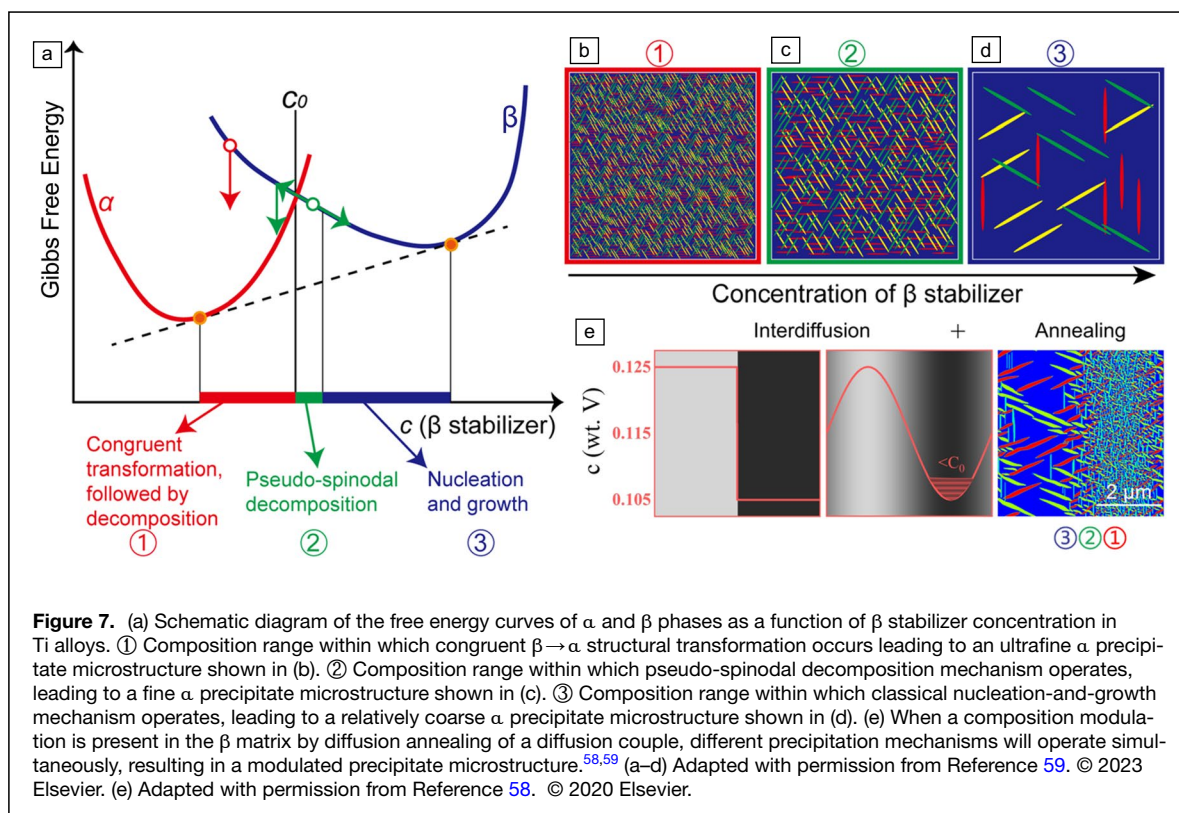 a
Gibbs Free Energy
α
C0
β
c (β stabilizer)
Congruent
transformation,
followed by
decomposition
①
Pseudo-spinodal
decomposition
②
Nucleation
and growth
③
b
①
c
②
d
③
Concentration of β stabilizer
e
Interdiffusion + Annealing
c (wt. V)
0.125
0.115
0.105
<C0
2 µm
③②①
Figure 7. (a) Schematic diagram of the free energy curves of α and β phases as a function of β stabilizer concentration in
Ti alloys. ① Composition range within which congruent β→α structural transformation occurs leading to an ultrafine α precipi-
tate microstructure shown in (b). ② Composition range within which pseudo-spinodal decomposition mechanism operates,
leading to a fine α precipitate microstructure shown in (c). ③ Composition range within which classical nucleation-and-growth
mechanism operates, leading to a relatively coarse α precipitate microstructure shown in (d). (e) When a composition modula-
tion is present in the β matrix by diffusion annealing of a diffusion couple, different precipitation mechanisms will operate simul-
taneously, resulting in a modulated precipitate microstructure.58,59 (a–d) Adapted with permission from Reference 59. © 2023
Elsevier. (e) Adapted with permission from Reference 58. © 2020 Elsevier.